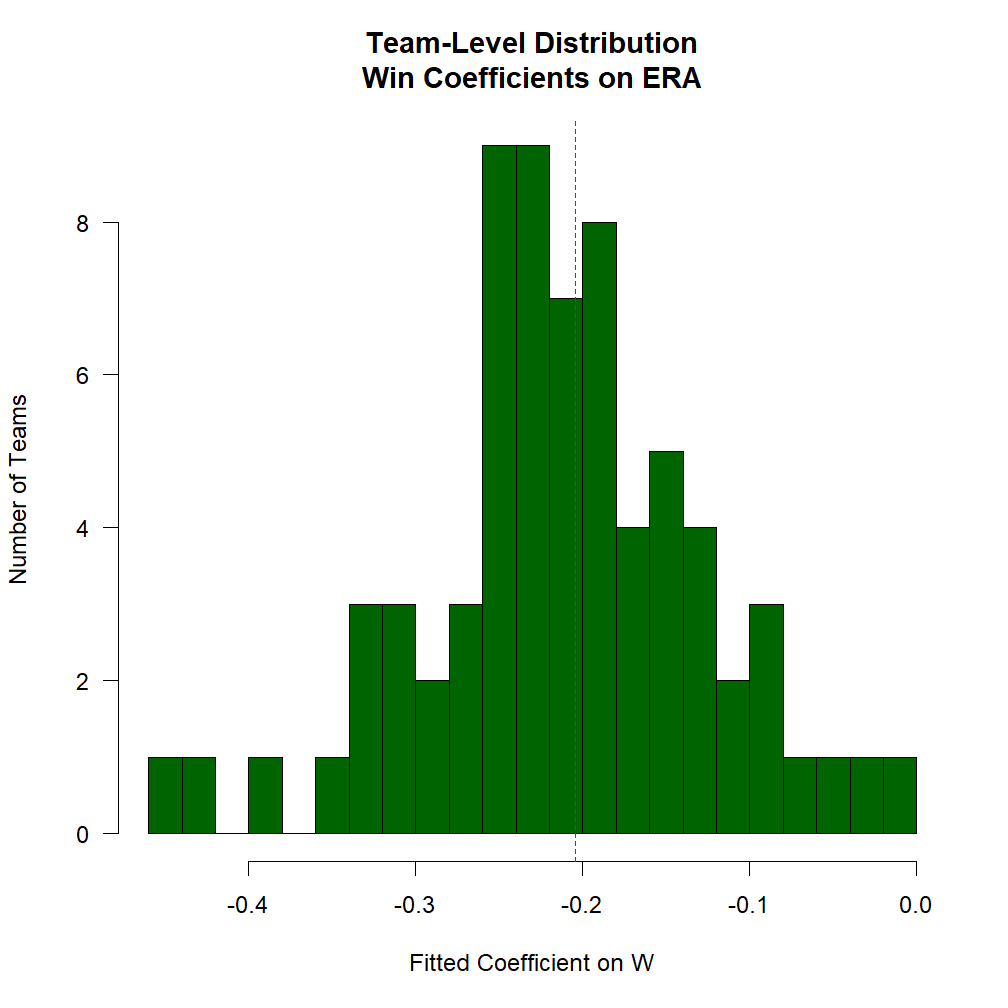 Team-Level Distribution
Win Coefficients on ERA
Number of Teams
8
6
4
2
0
-0.4 -0.3 -0.2 -0.1 0.0
Fitted Coefficient on W